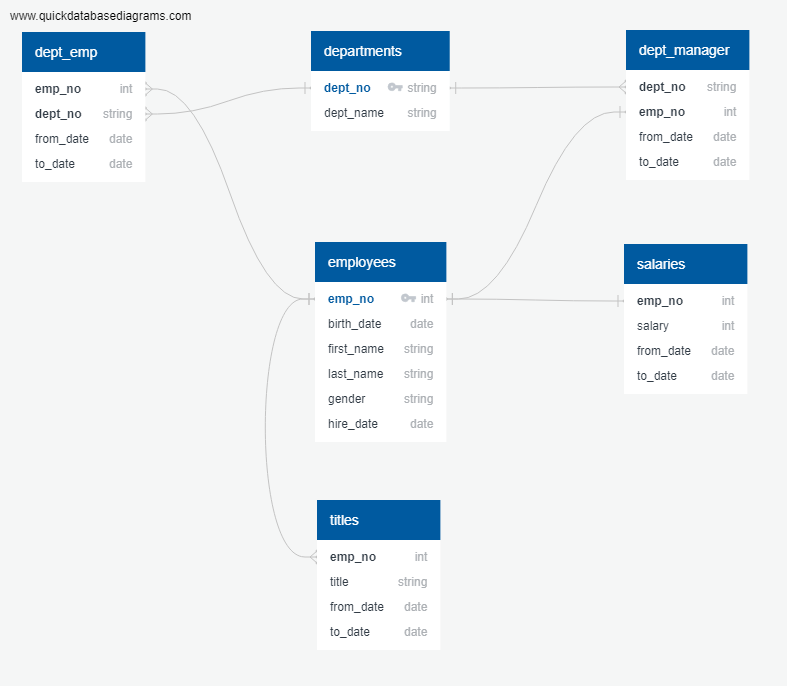 www.quickdatabasediagrams.com
dept_emp
emp_no int
dept_no string
from_date date
to_date date
departments
dept_no string
dept_name string
dept_manager
dept_no string
emp_no int
from_date date
to_date date
employees
emp_no int
birth_date date
first_name string
last_name string
gender string
hire_date date
salaries
emp_no int
salary int
from_date date
to_date date
titles
emp_no int
title string
from_date date
to_date date